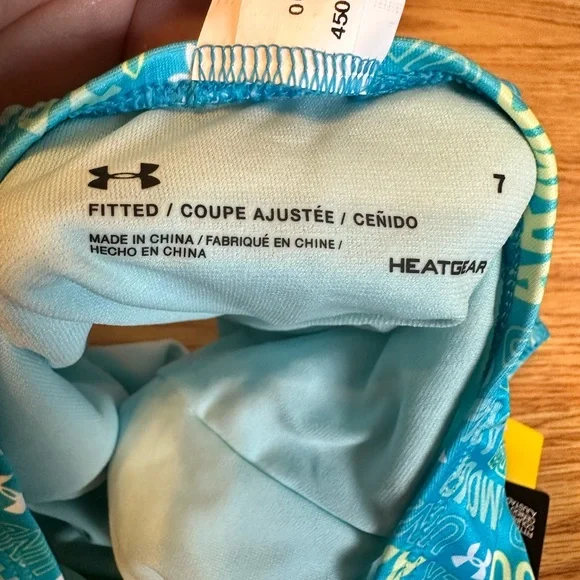 450
7
FITTED / COUPE AJUSTÉE / CEÑIDO
MADE IN CHINA / FABRIQUÉ EN CHINE /
HECHO EN CHINA
HEATGEAR